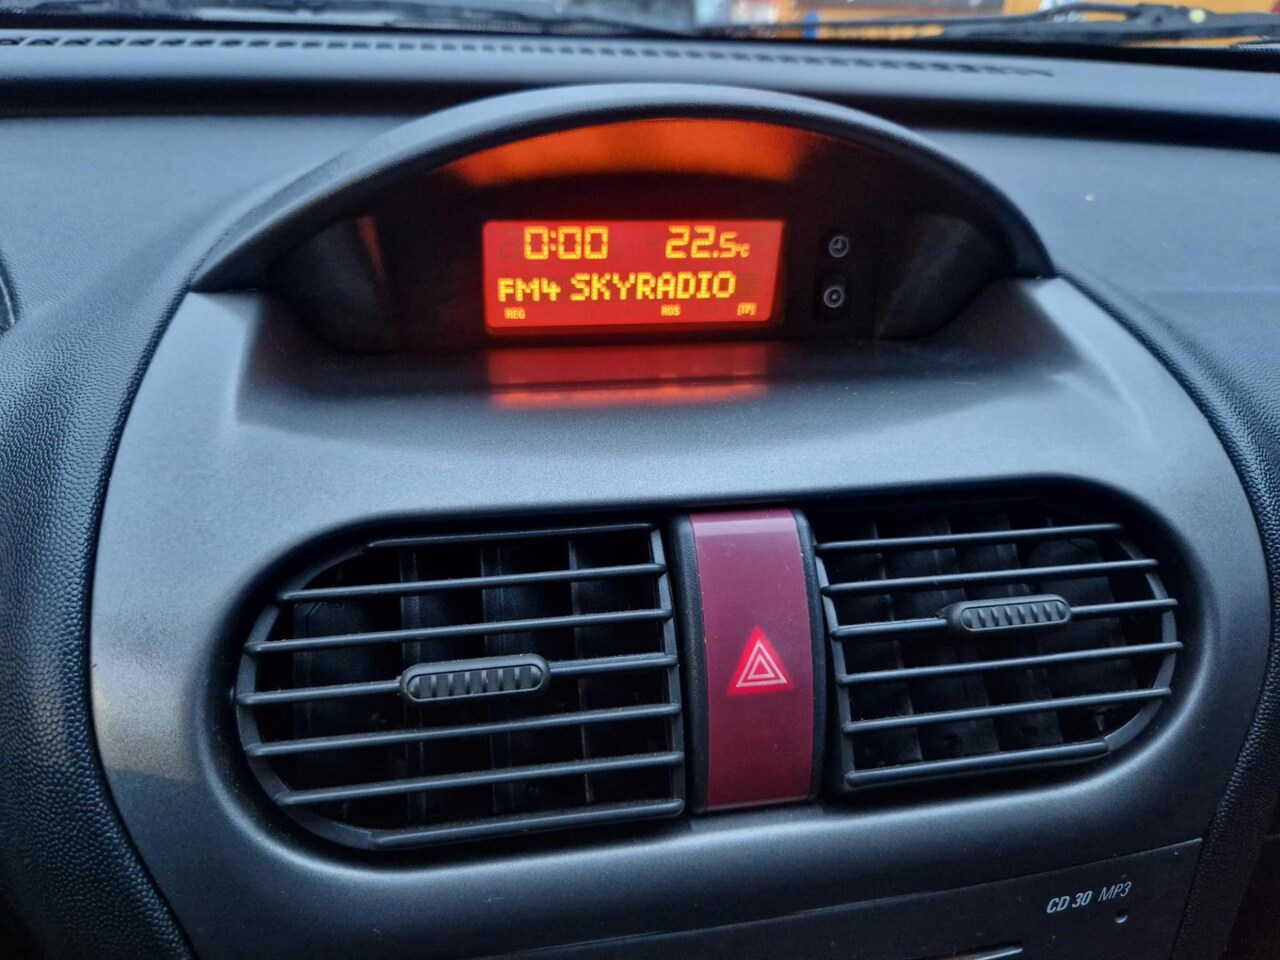 0:00 22.5°C
FM4 SKYRADIO
REG RDS [TP]
CD 30 MP3